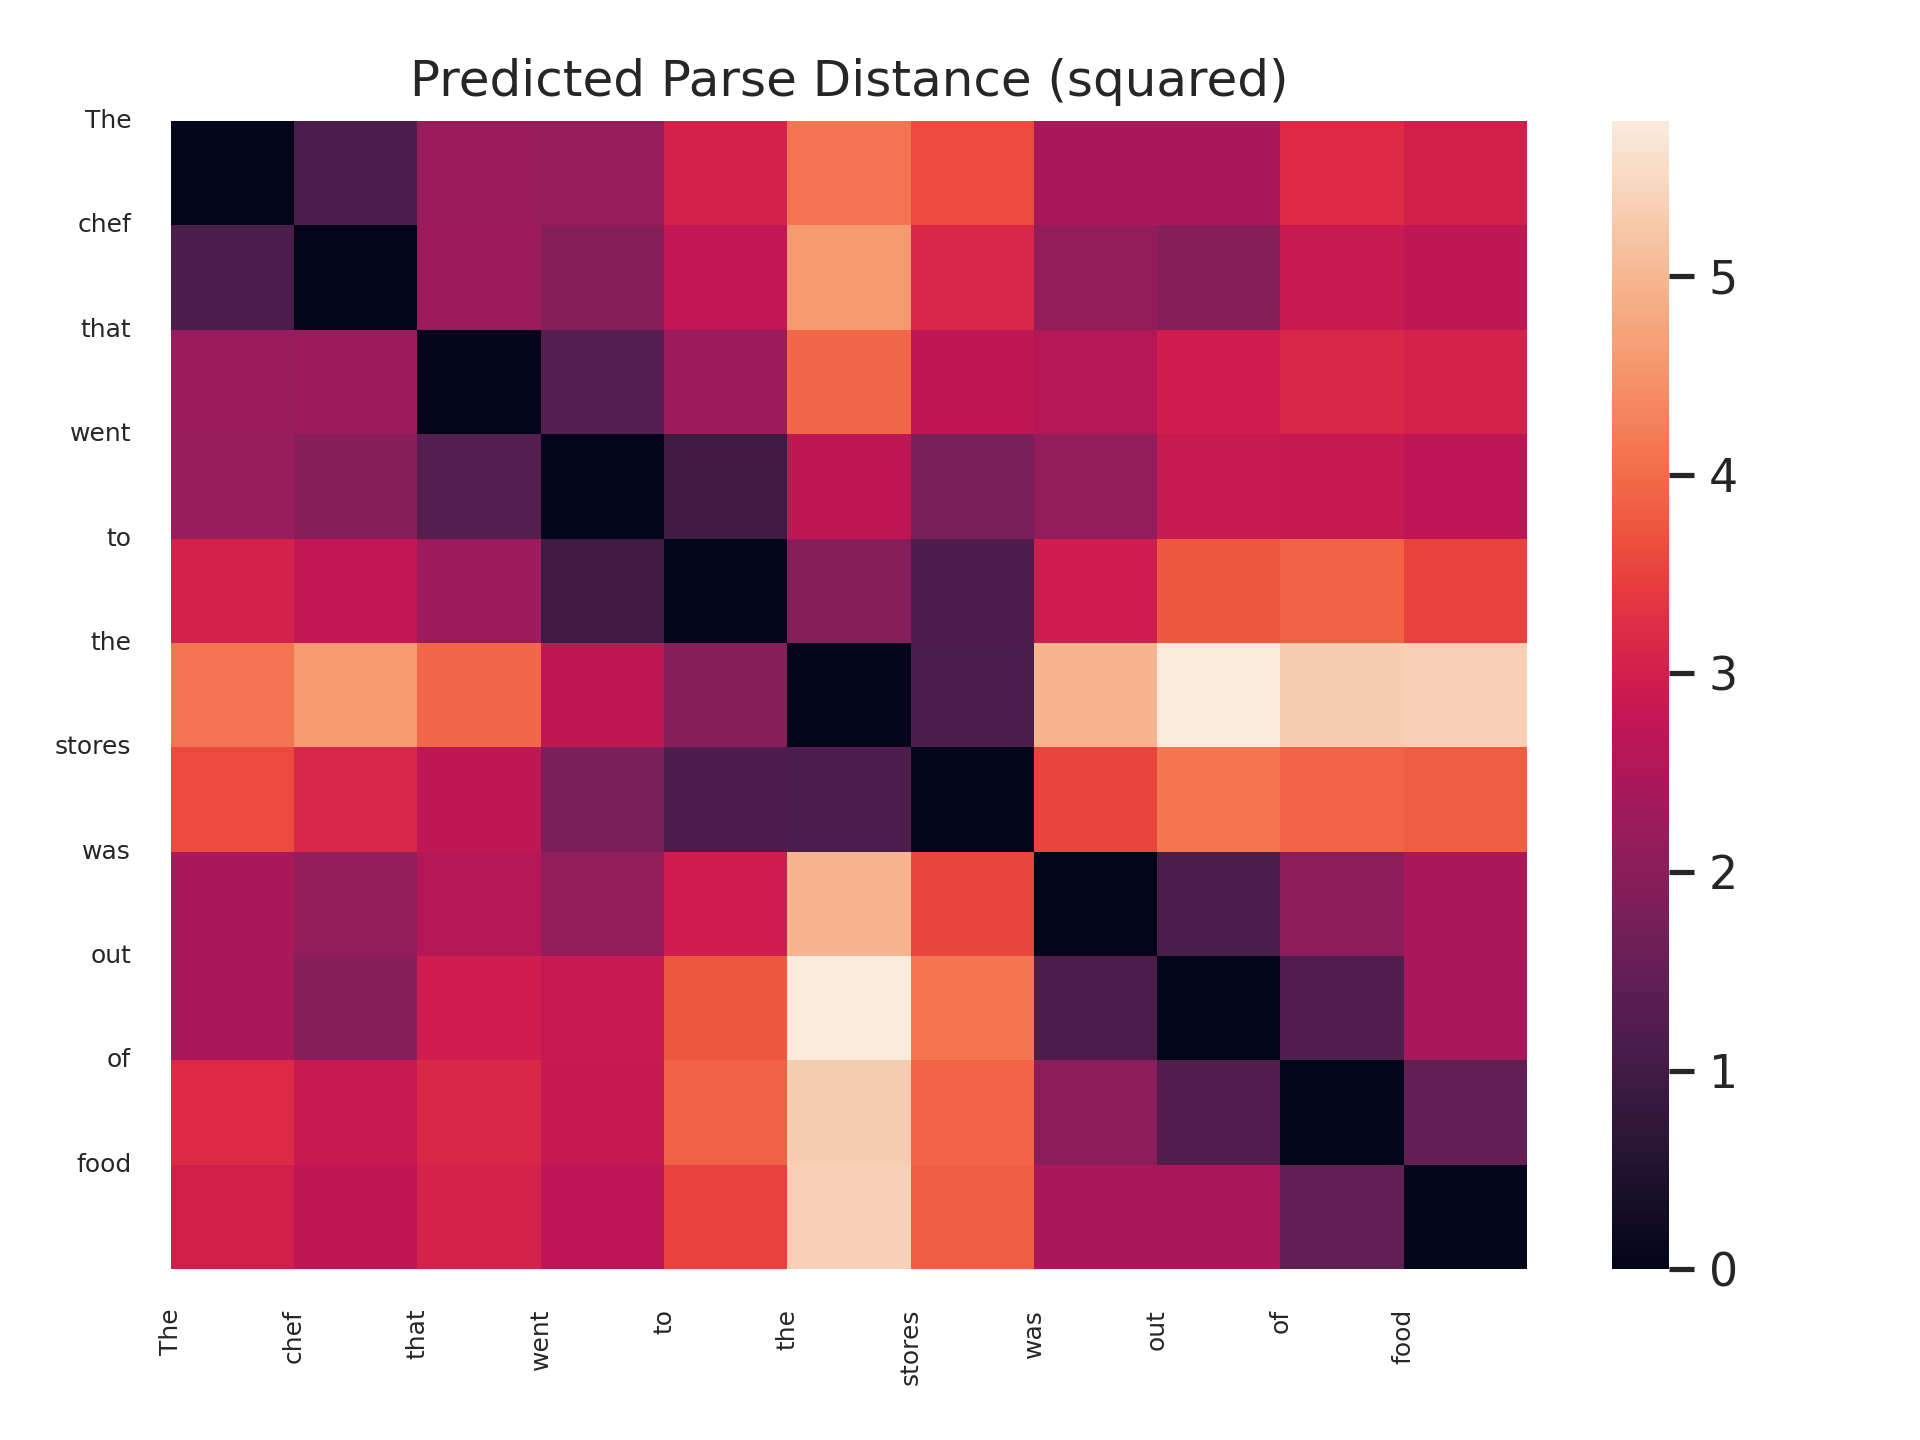 Predicted Parse Distance (squared)
The
chef
that
went
to
the
stores
was
out
of
food
The
chef
that
went
to
the
stores
was
out
of
food
5
4
3
2
1
0